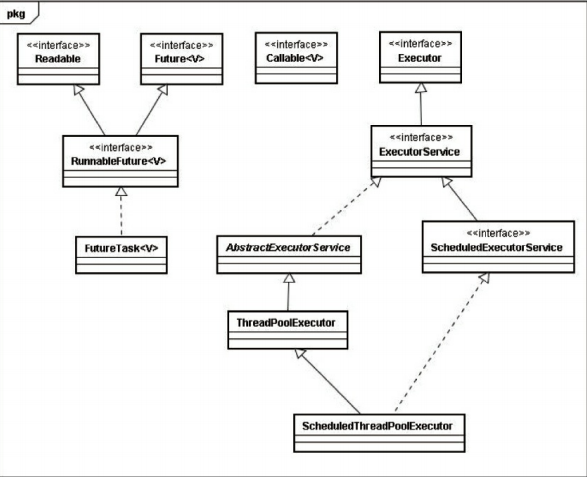 pkg
<<interface>>
Readable
<<interface>>
Future<V>
<<interface>>
Callable<V>
<<interface>>
Executor
<<interface>>
RunnableFuture<V>
<<interface>>
ExecutorService
FutureTask<V>
AbstractExecutorService
<<interface>>
ScheduledExecutorService
ThreadPoolExecutor
ScheduledThreadPoolExecutor